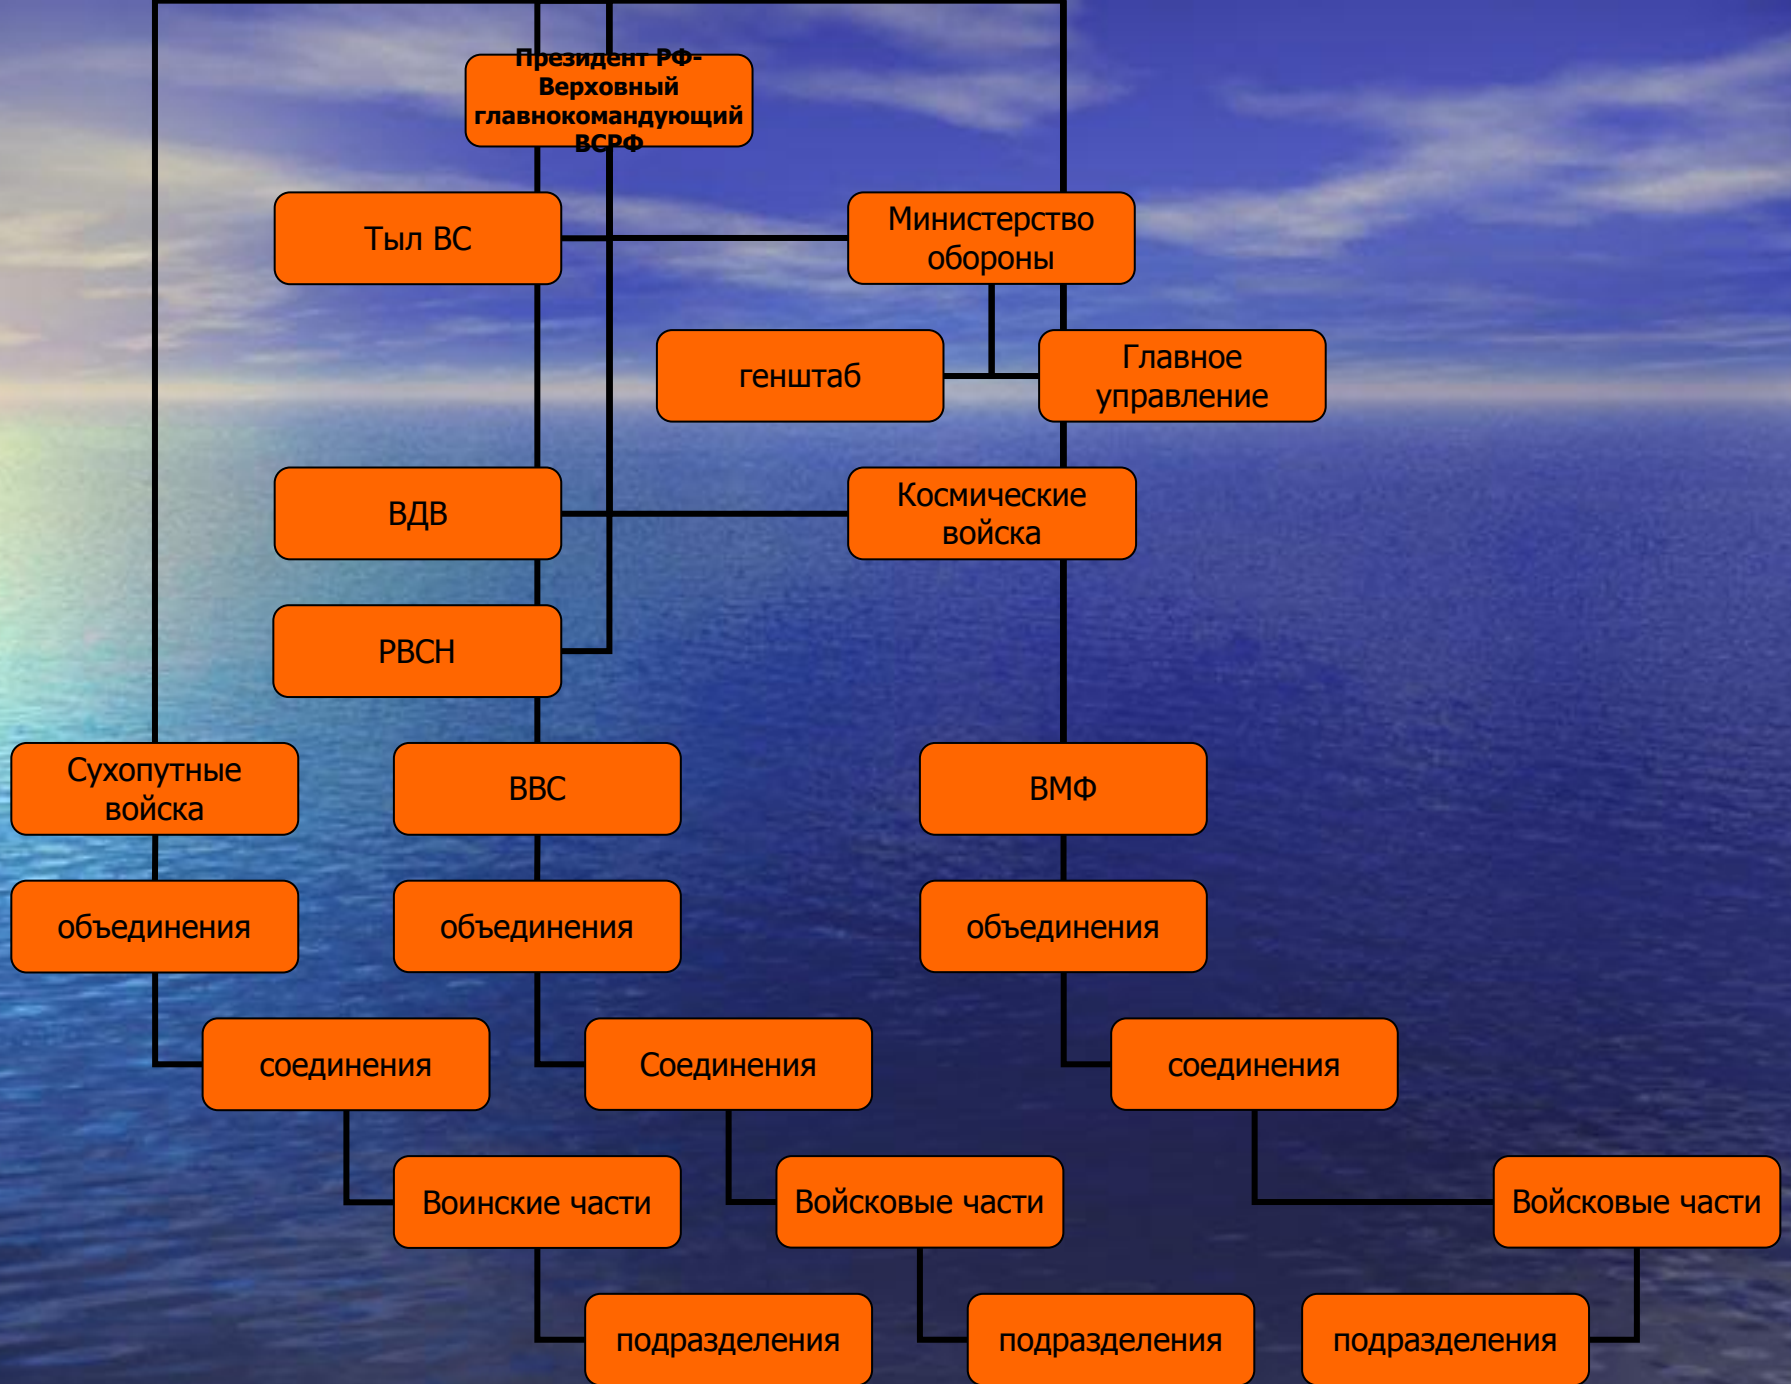 Президент РФ-
Верховный
главнокомандующий
ВСРФ
Тыл ВС
Министерство
обороны
генштаб
Главное
управление
ВДВ
Космические
войска
РВСН
Сухопутные
войска
ВВС
ВМФ
объединения
объединения
объединения
соединения
Соединения
соединения
Воинские части
Войсковые части
Войсковые части
подразделения
подразделения
подразделения